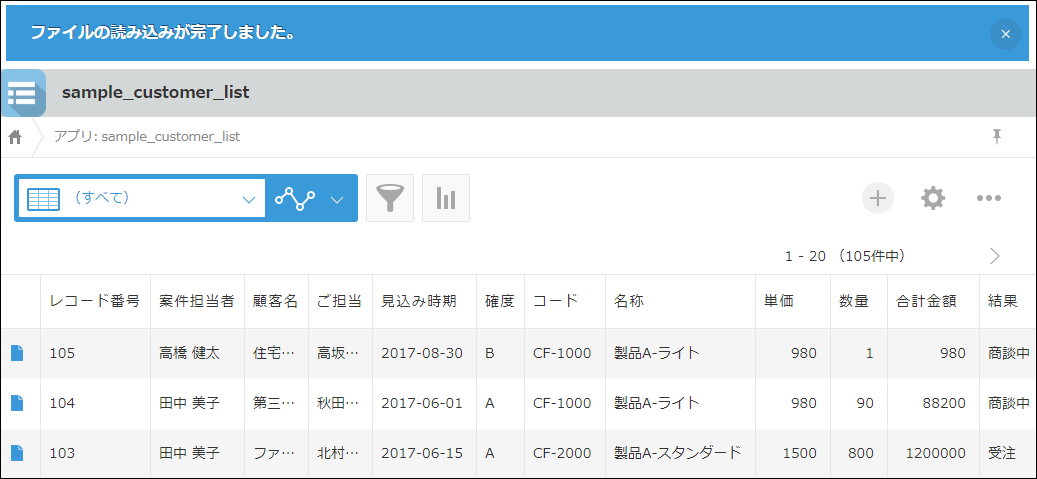 ファイルの読み込みが完了しました。
sample_customer_list
アプリ: sample_customer_list
(すべて)
1 - 20 (105件中)
レコード番号 案件担当者 顧客名 ご担当 見込み時期 確度 コード 名称 単価 数量 合計金額 結果
105 高橋 健太 住宅… 高坂… 2017-08-30 B CF-1000 製品A-ライト 980 1 980 商談中
104 田中 美子 第三… 秋田… 2017-06-01 A CF-1000 製品A-ライト 980 90 88200 商談中
103 田中 美子 ファ… 北村… 2017-06-15 A CF-2000 製品A-スタンダード 1500 800 1200000 受注